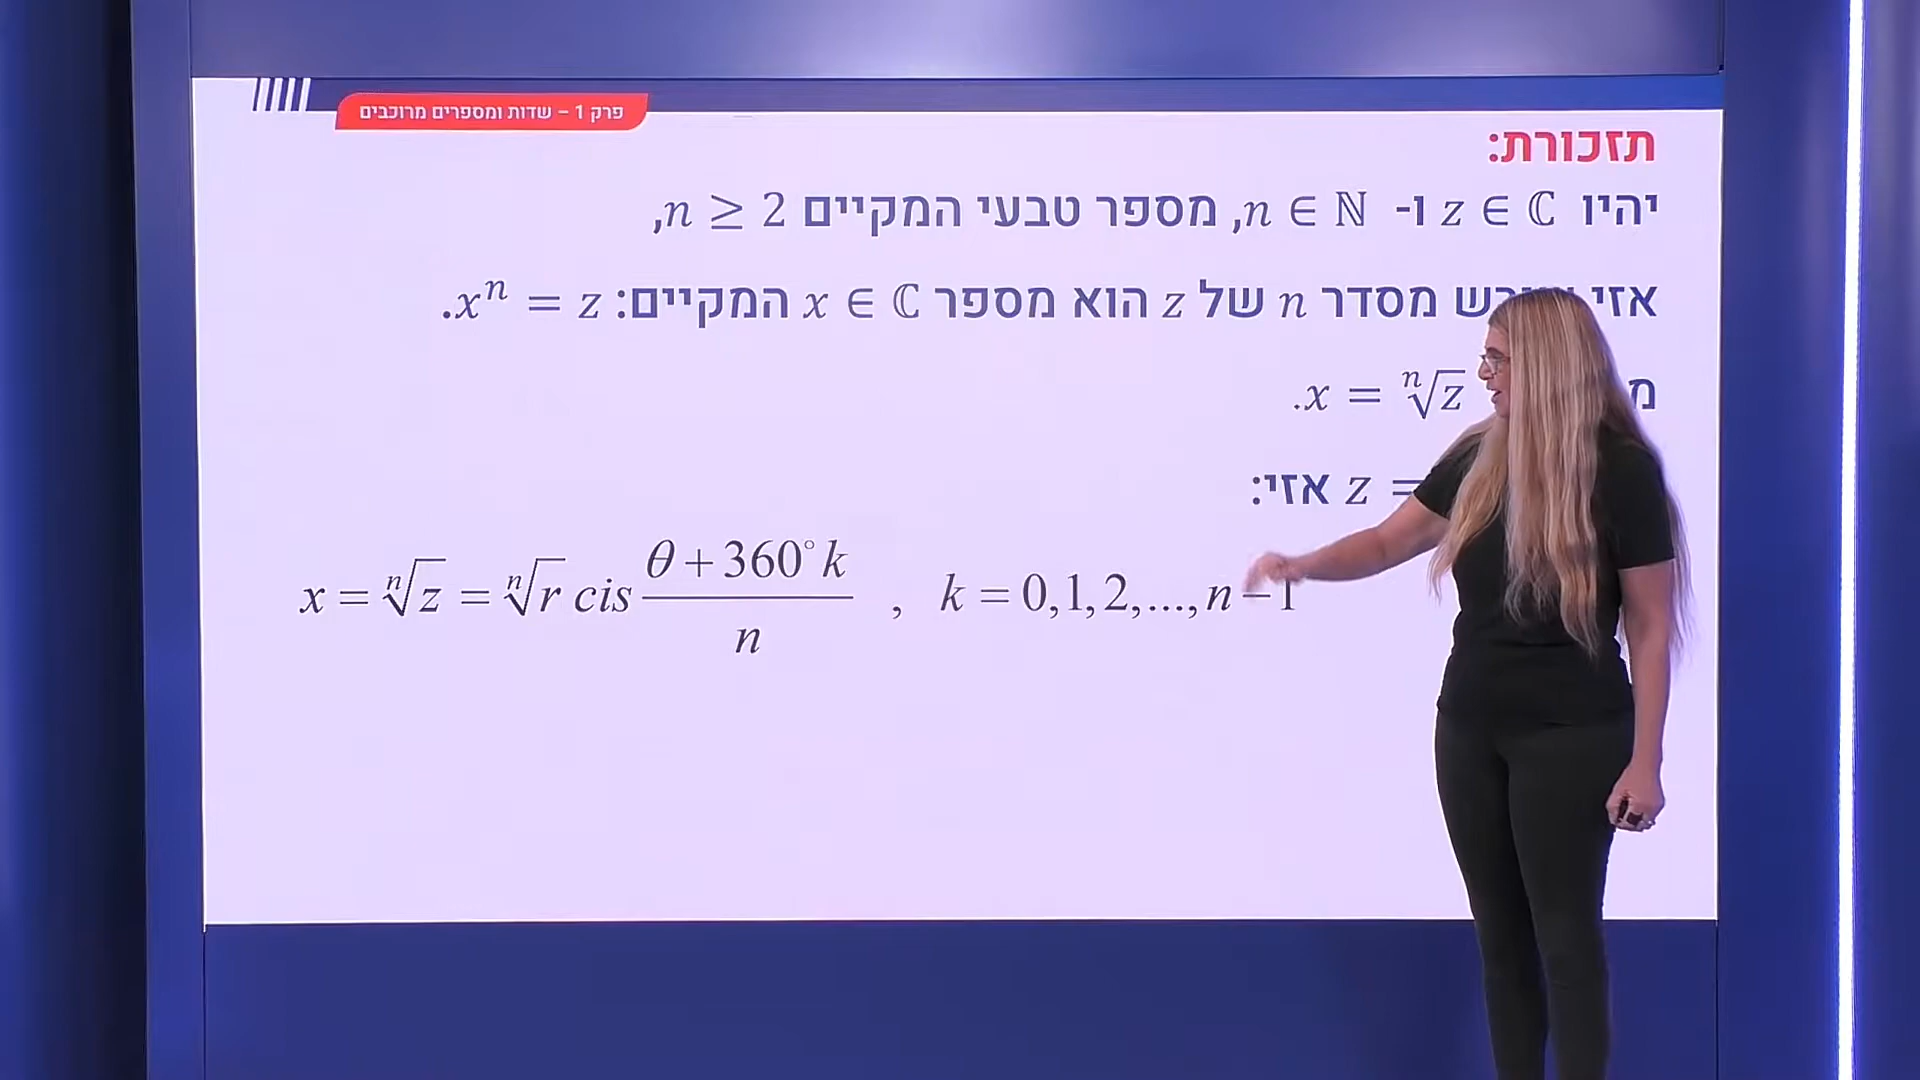 פרק 1 – שדות ומספרים מרוכבים
תזכורת:
יהיו z ∈ ℂ ו- n ∈ ℕ, מספר טבעי המקיים n ≥ 2,
אזי מסדר n של z הוא מספר x ∈ ℂ המקיים: xⁿ = z.
x = ⁿ√z.
z = אזי:
x = ⁿ√z = ⁿ√r cis (θ + 360°k)/n , k = 0,1,2,...,n − 1